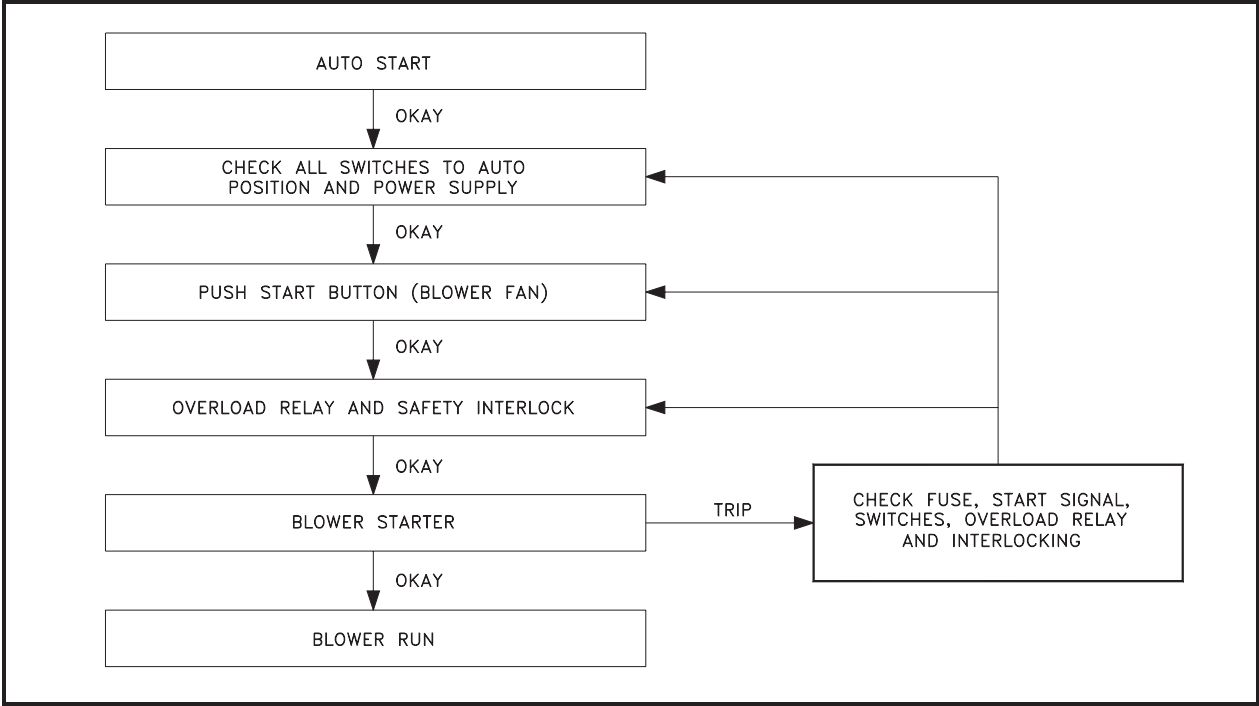 AUTO START
OKAY
CHECK ALL SWITCHES TO AUTO
POSITION AND POWER SUPPLY
OKAY
PUSH START BUTTON (BLOWER FAN)
OKAY
OVERLOAD RELAY AND SAFETY INTERLOCK
OKAY
BLOWER STARTER
TRIP
CHECK FUSE, START SIGNAL,
SWITCHES, OVERLOAD RELAY
AND INTERLOCKING
OKAY
BLOWER RUN